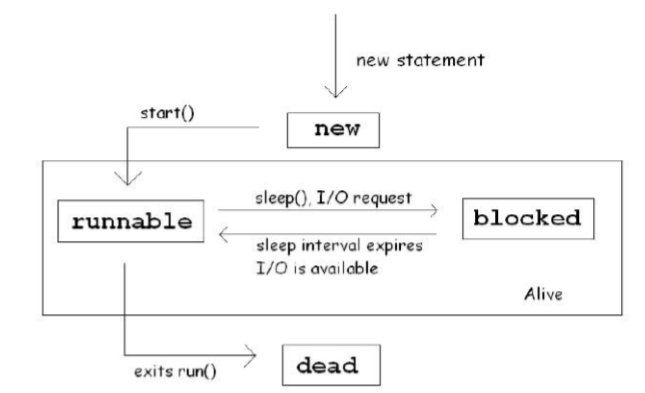 new statement
start()
new
runnable
sleep(), I/O request
blocked
sleep interval expires
I/O is available
Alive
exits run()
dead